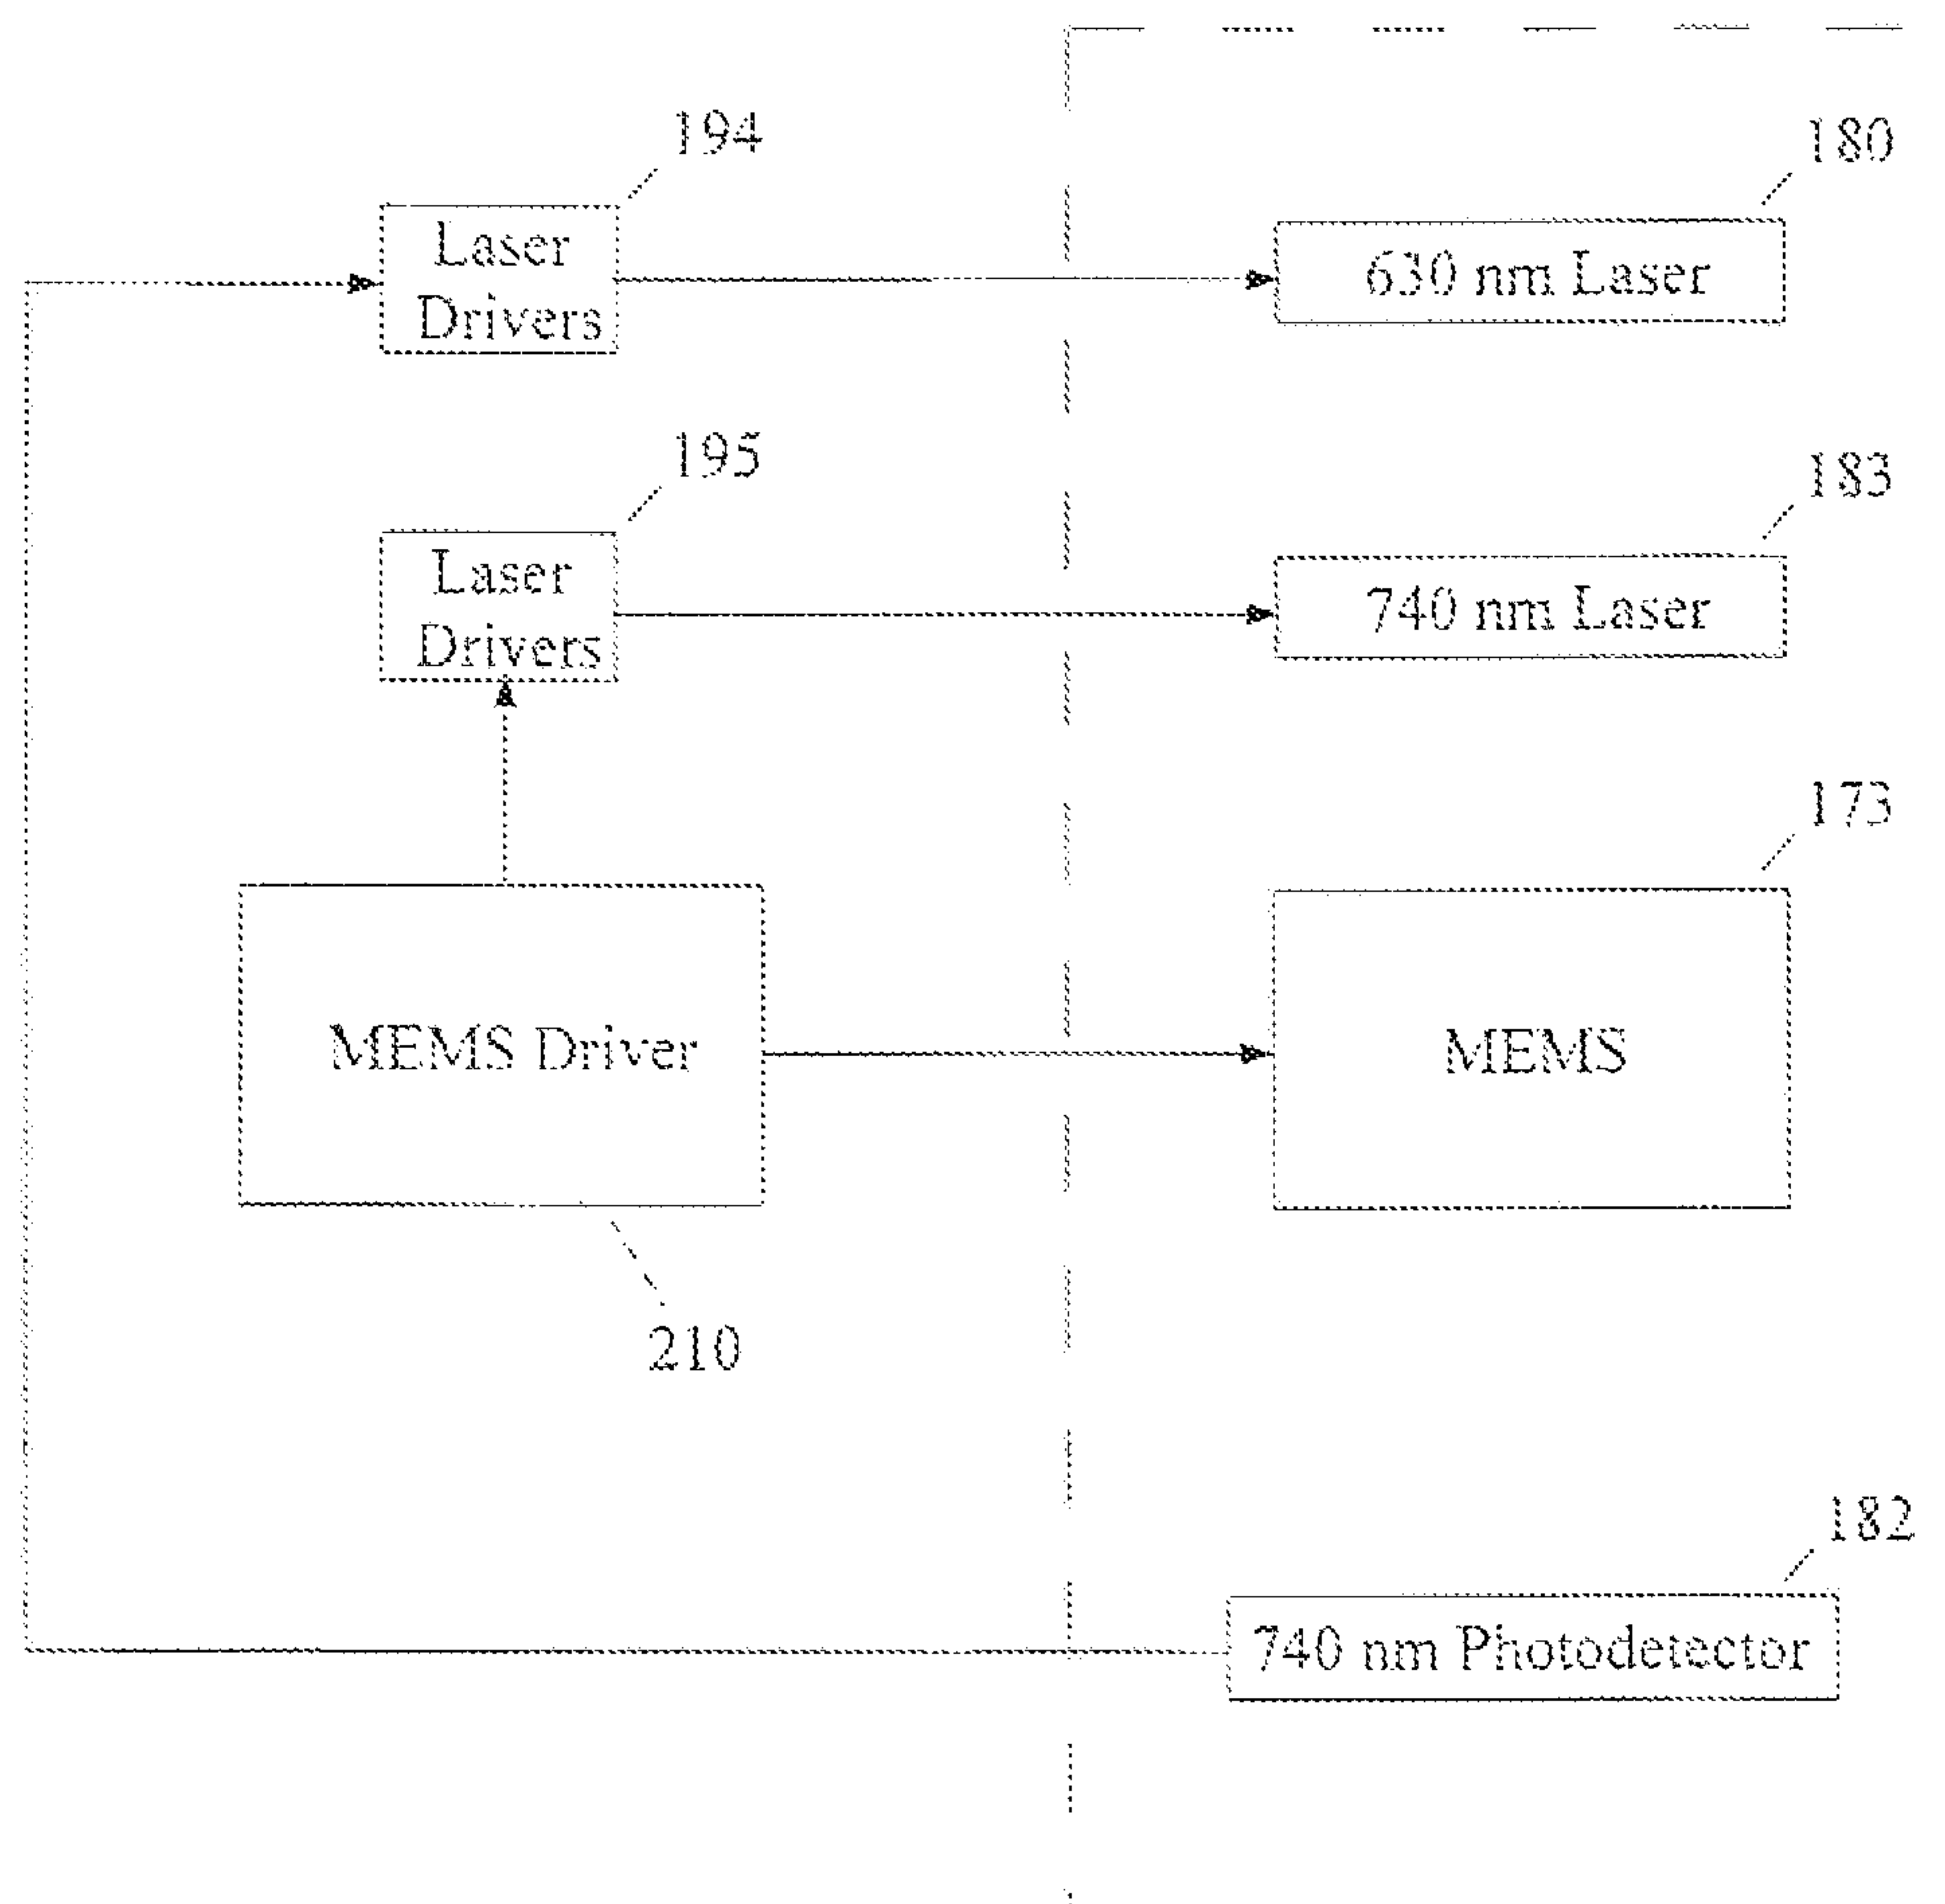 194
180
Laser
Drivers
630 nm Laser
195
183
Laser
Drivers
740 nm Laser
173
MEMS Driver
MEMS
210
182
740 nm Photodetector